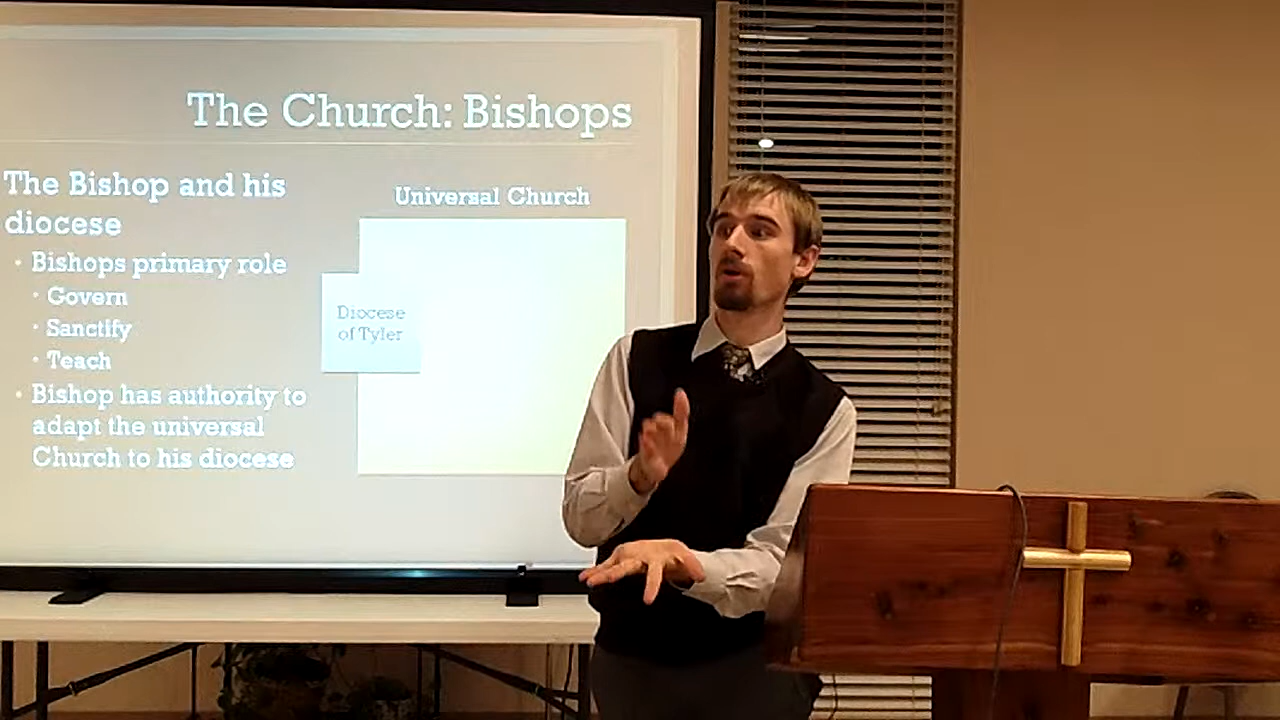 The Church: Bishops
The Bishop and his
diocese
• Bishops primary role
• Govern
• Sanctify
• Teach
• Bishop has authority to
adapt the universal
Church to his diocese
Universal Church
Diocese
of Tyler